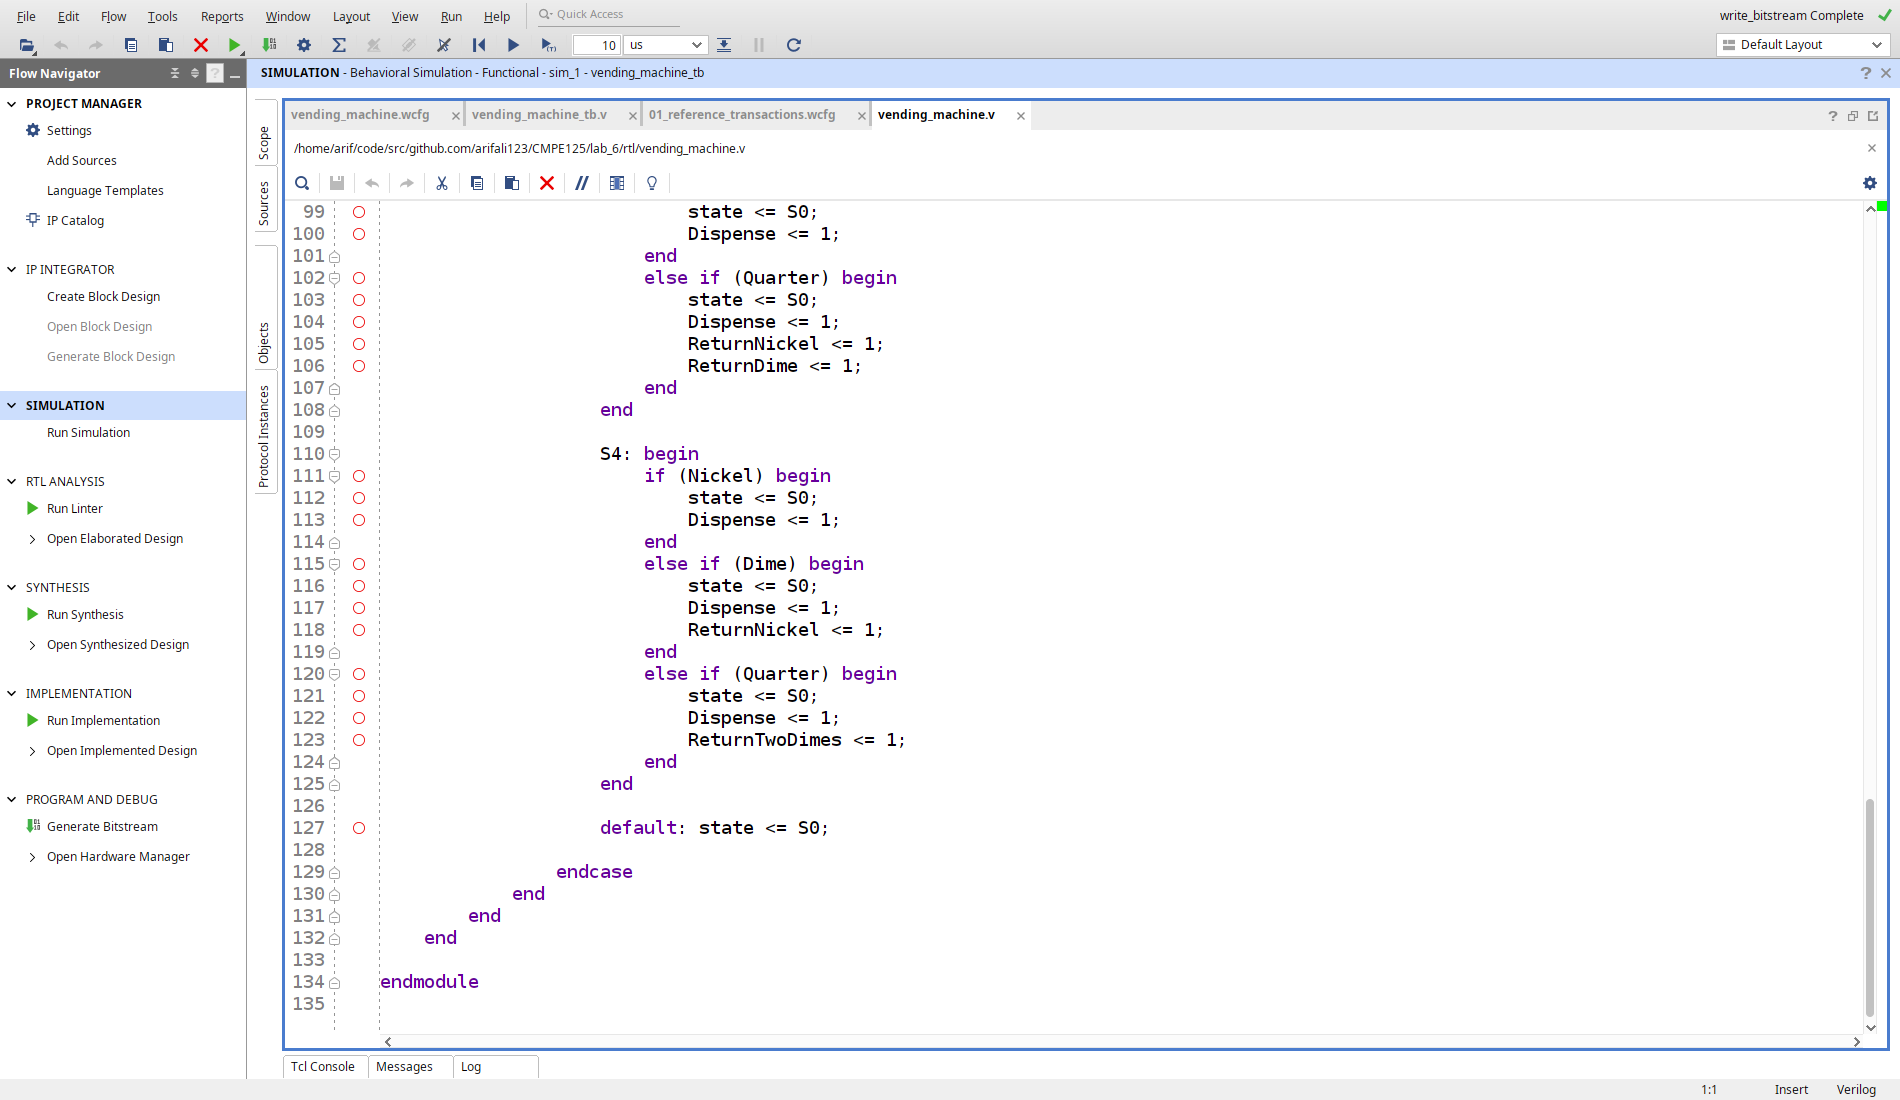 File Edit Flow Tools Reports Window Layout View Run Help Quick Access
write_bitstream Complete
10 us
Default Layout
Flow Navigator
SIMULATION - Behavioral Simulation - Functional - sim_1 - vending_machine_tb
PROJECT MANAGER
Settings
Add Sources
Language Templates
IP Catalog
IP INTEGRATOR
Create Block Design
Open Block Design
Generate Block Design
SIMULATION
Run Simulation
RTL ANALYSIS
Run Linter
Open Elaborated Design
SYNTHESIS
Run Synthesis
Open Synthesized Design
IMPLEMENTATION
Run Implementation
Open Implemented Design
PROGRAM AND DEBUG
Generate Bitstream
Open Hardware Manager
Scope
Sources
Objects
Protocol Instances
vending_machine.wcfg vending_machine_tb.v 01_reference_transactions.wcfg vending_machine.v
/home/arif/code/src/github.com/arifali123/CMPE125/lab_6/rtl/vending_machine.v
99 state <= S0;
100 Dispense <= 1;
101 end
102 else if (Quarter) begin
103 state <= S0;
104 Dispense <= 1;
105 ReturnNickel <= 1;
106 ReturnDime <= 1;
107 end
108 end
109
110 S4: begin
111 if (Nickel) begin
112 state <= S0;
113 Dispense <= 1;
114 end
115 else if (Dime) begin
116 state <= S0;
117 Dispense <= 1;
118 ReturnNickel <= 1;
119 end
120 else if (Quarter) begin
121 state <= S0;
122 Dispense <= 1;
123 ReturnTwoDimes <= 1;
124 end
125 end
126
127 default: state <= S0;
128
129 endcase
130 end
131 end
132 end
133
134 endmodule
135
Tcl Console Messages Log
1:1 Insert Verilog